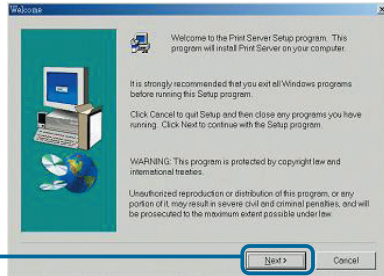 Welcome
Welcome to the Print Server Setup program. This
program will install Print Server on your computer.
It is strongly recommended that you exit all Windows programs
before running this Setup program.
Click Cancel to quit Setup and then close any programs you have
running. Click Next to continue with the Setup program.
WARNING: This program is protected by copyright law and
international treaties.
Unauthorized reproduction or distribution of this program, or any
portion of it, may result in severe civil and criminal penalties, and will
be prosecuted to the maximum extent possible under law.
Next >
Cancel